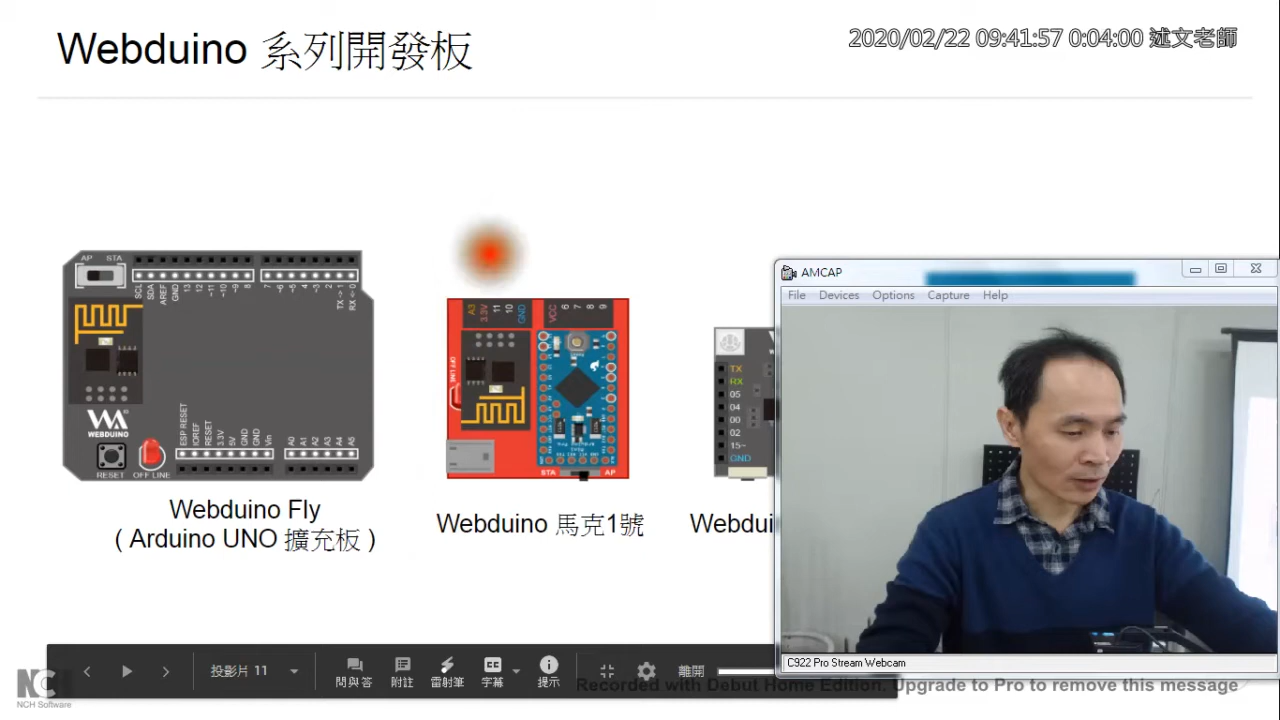 Webduino 系列開發板
2020/02/22 09:41:57 0:04:00 述文老師
AP STA
SCL
SDA
AREF
GND
13
12
~11
~10
~9
8
7
~6
~5
4
~3
2
TX→1
RX←0
WEBDUINO
RESET
OFF LINE
ESP RESET
IOREF
RESET
3.3V
5V
GND
GND
Vin
A0
A1
A2
A3
A4
A5
Webduino Fly
( Arduino UNO 擴充板 )
A3
3.3V
11
10
GND
VCC
6
7
8
9
OFF LINE
STA
AP
Webduino 馬克1號
TX
RX
05
04
00
02
15~
GND
Webdui
AMCAP
File Devices Options Capture Help
C922 Pro Stream Webcam
投影片 11
問與答
附註
雷射筆
CC
字幕
提示
離開
NCH
NCH Software
Recorded with Debut Home Edition. Upgrade to Pro to remove this message